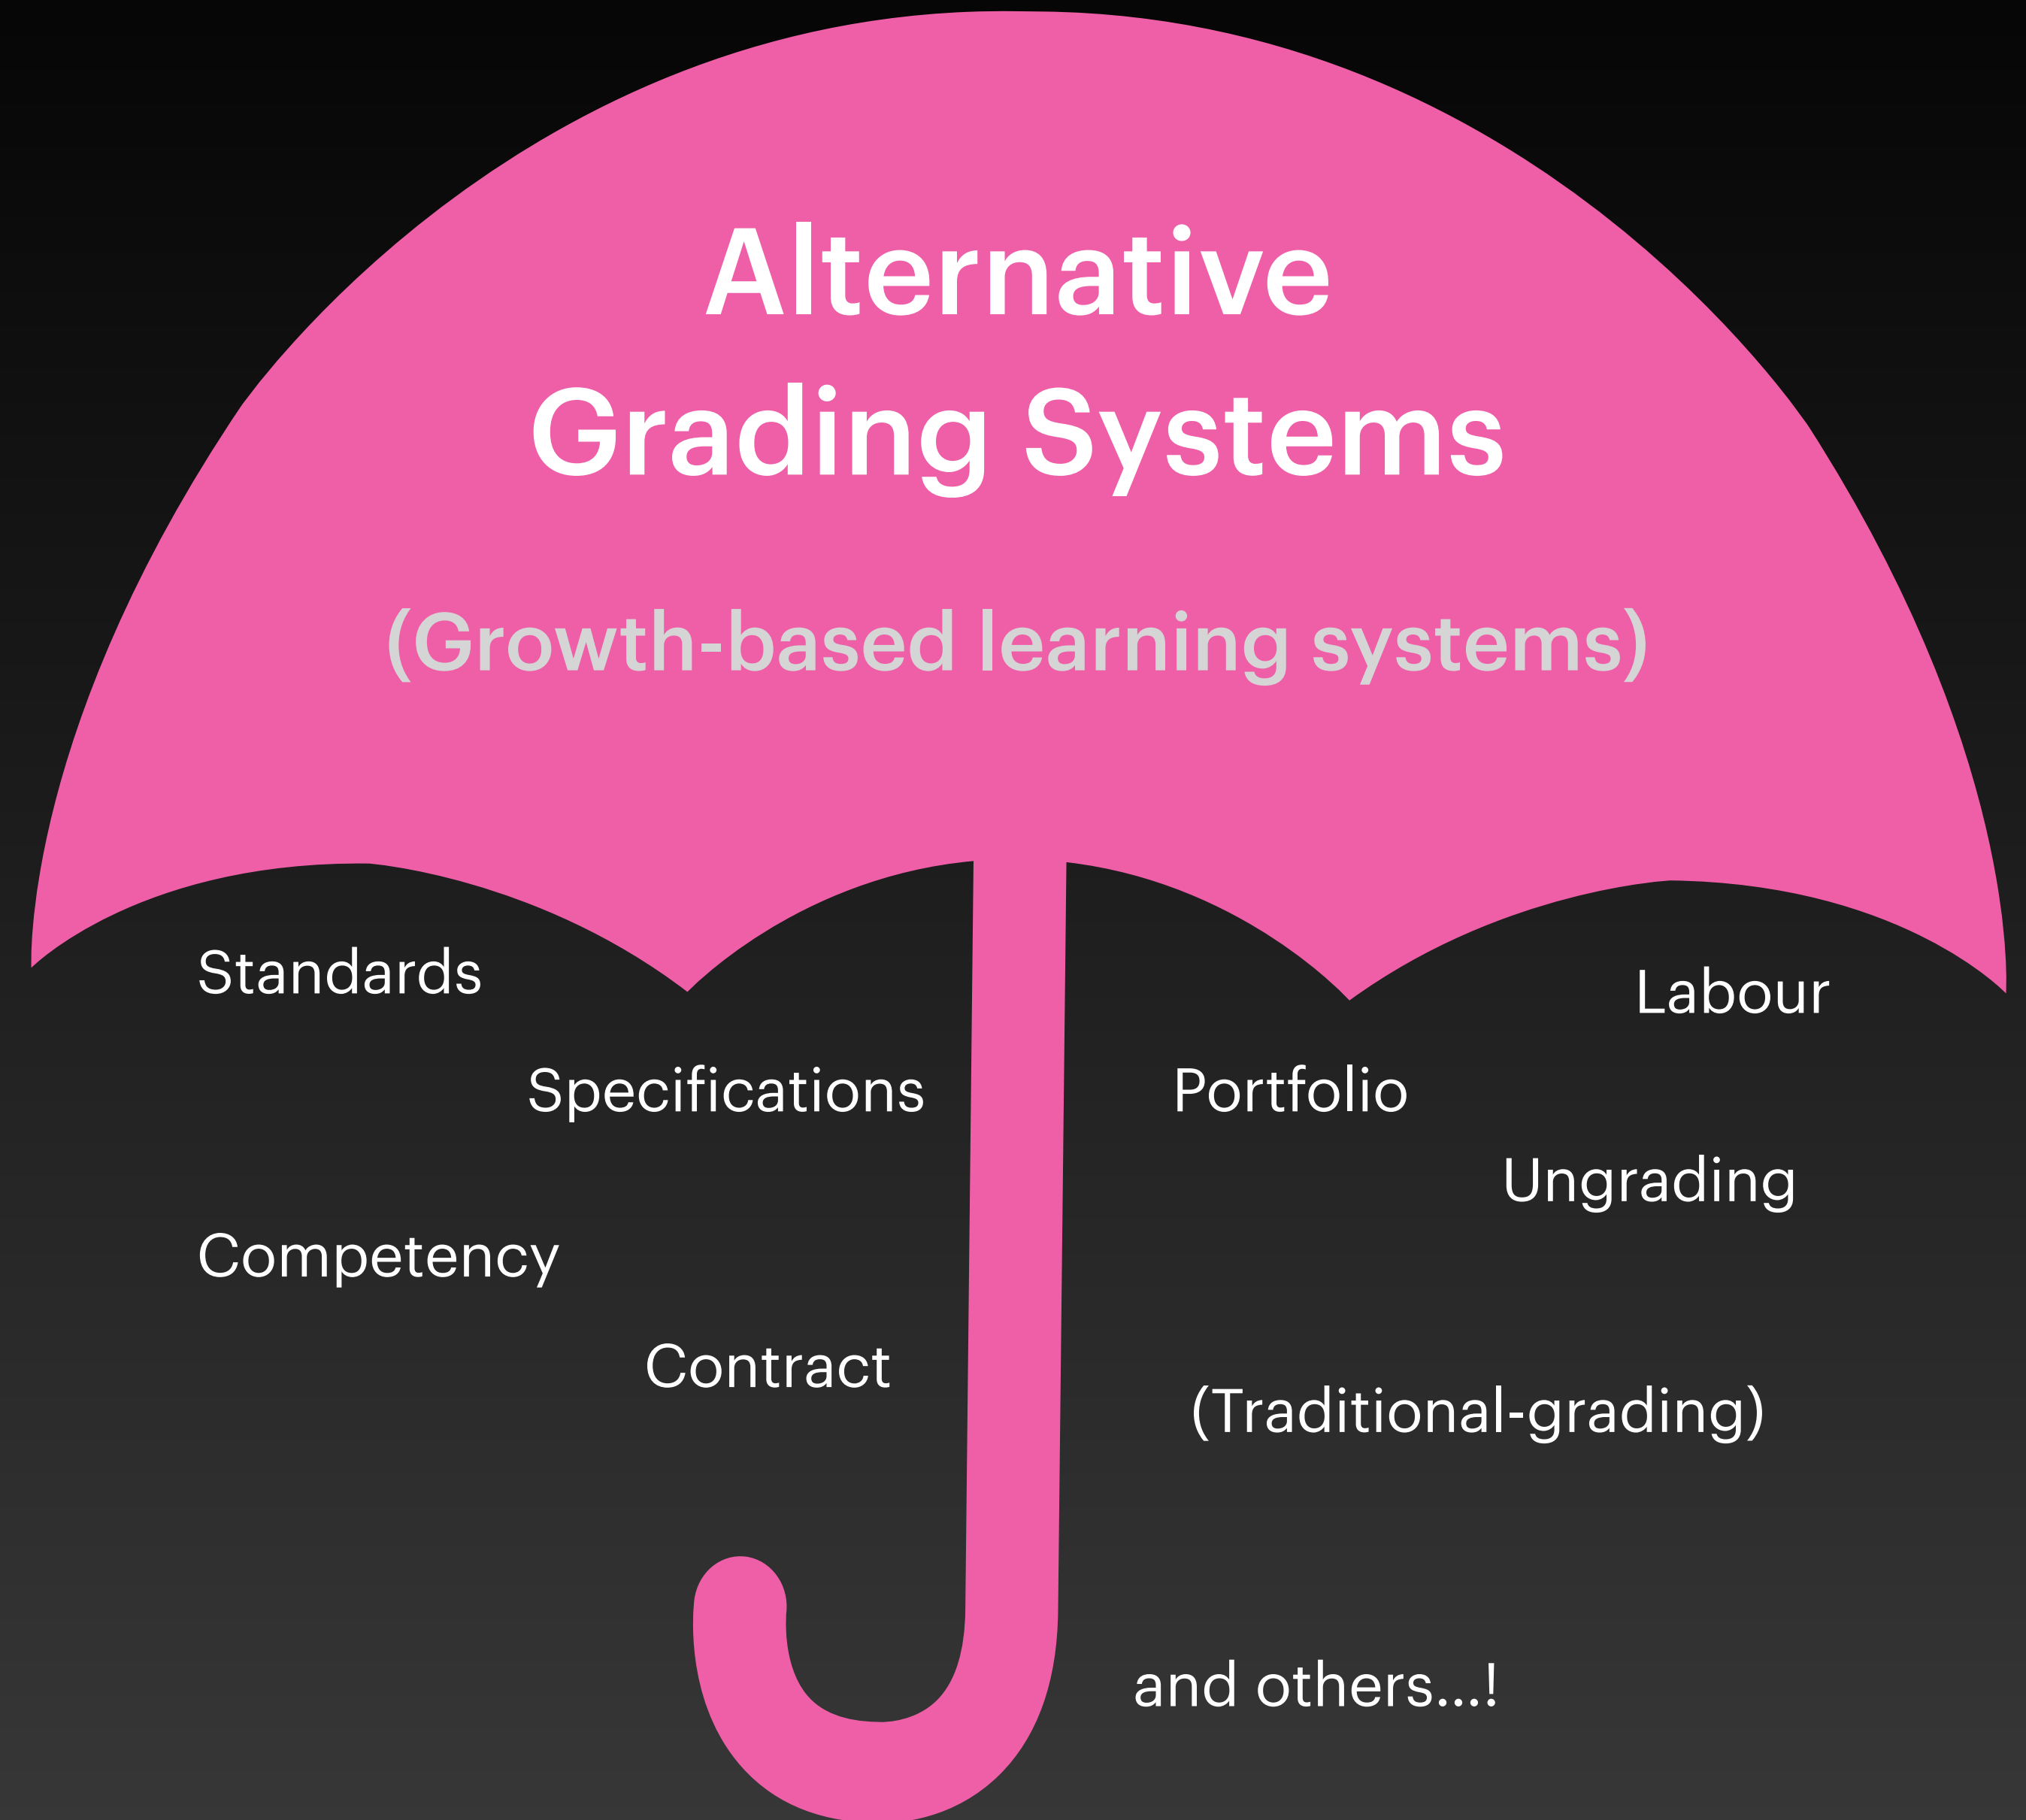 Alternative
Grading Systems
(Growth-based learning systems)
Standards
Labour
Specifications
Portfolio
Ungrading
Competency
Contract
(Traditional-grading)
and others...!